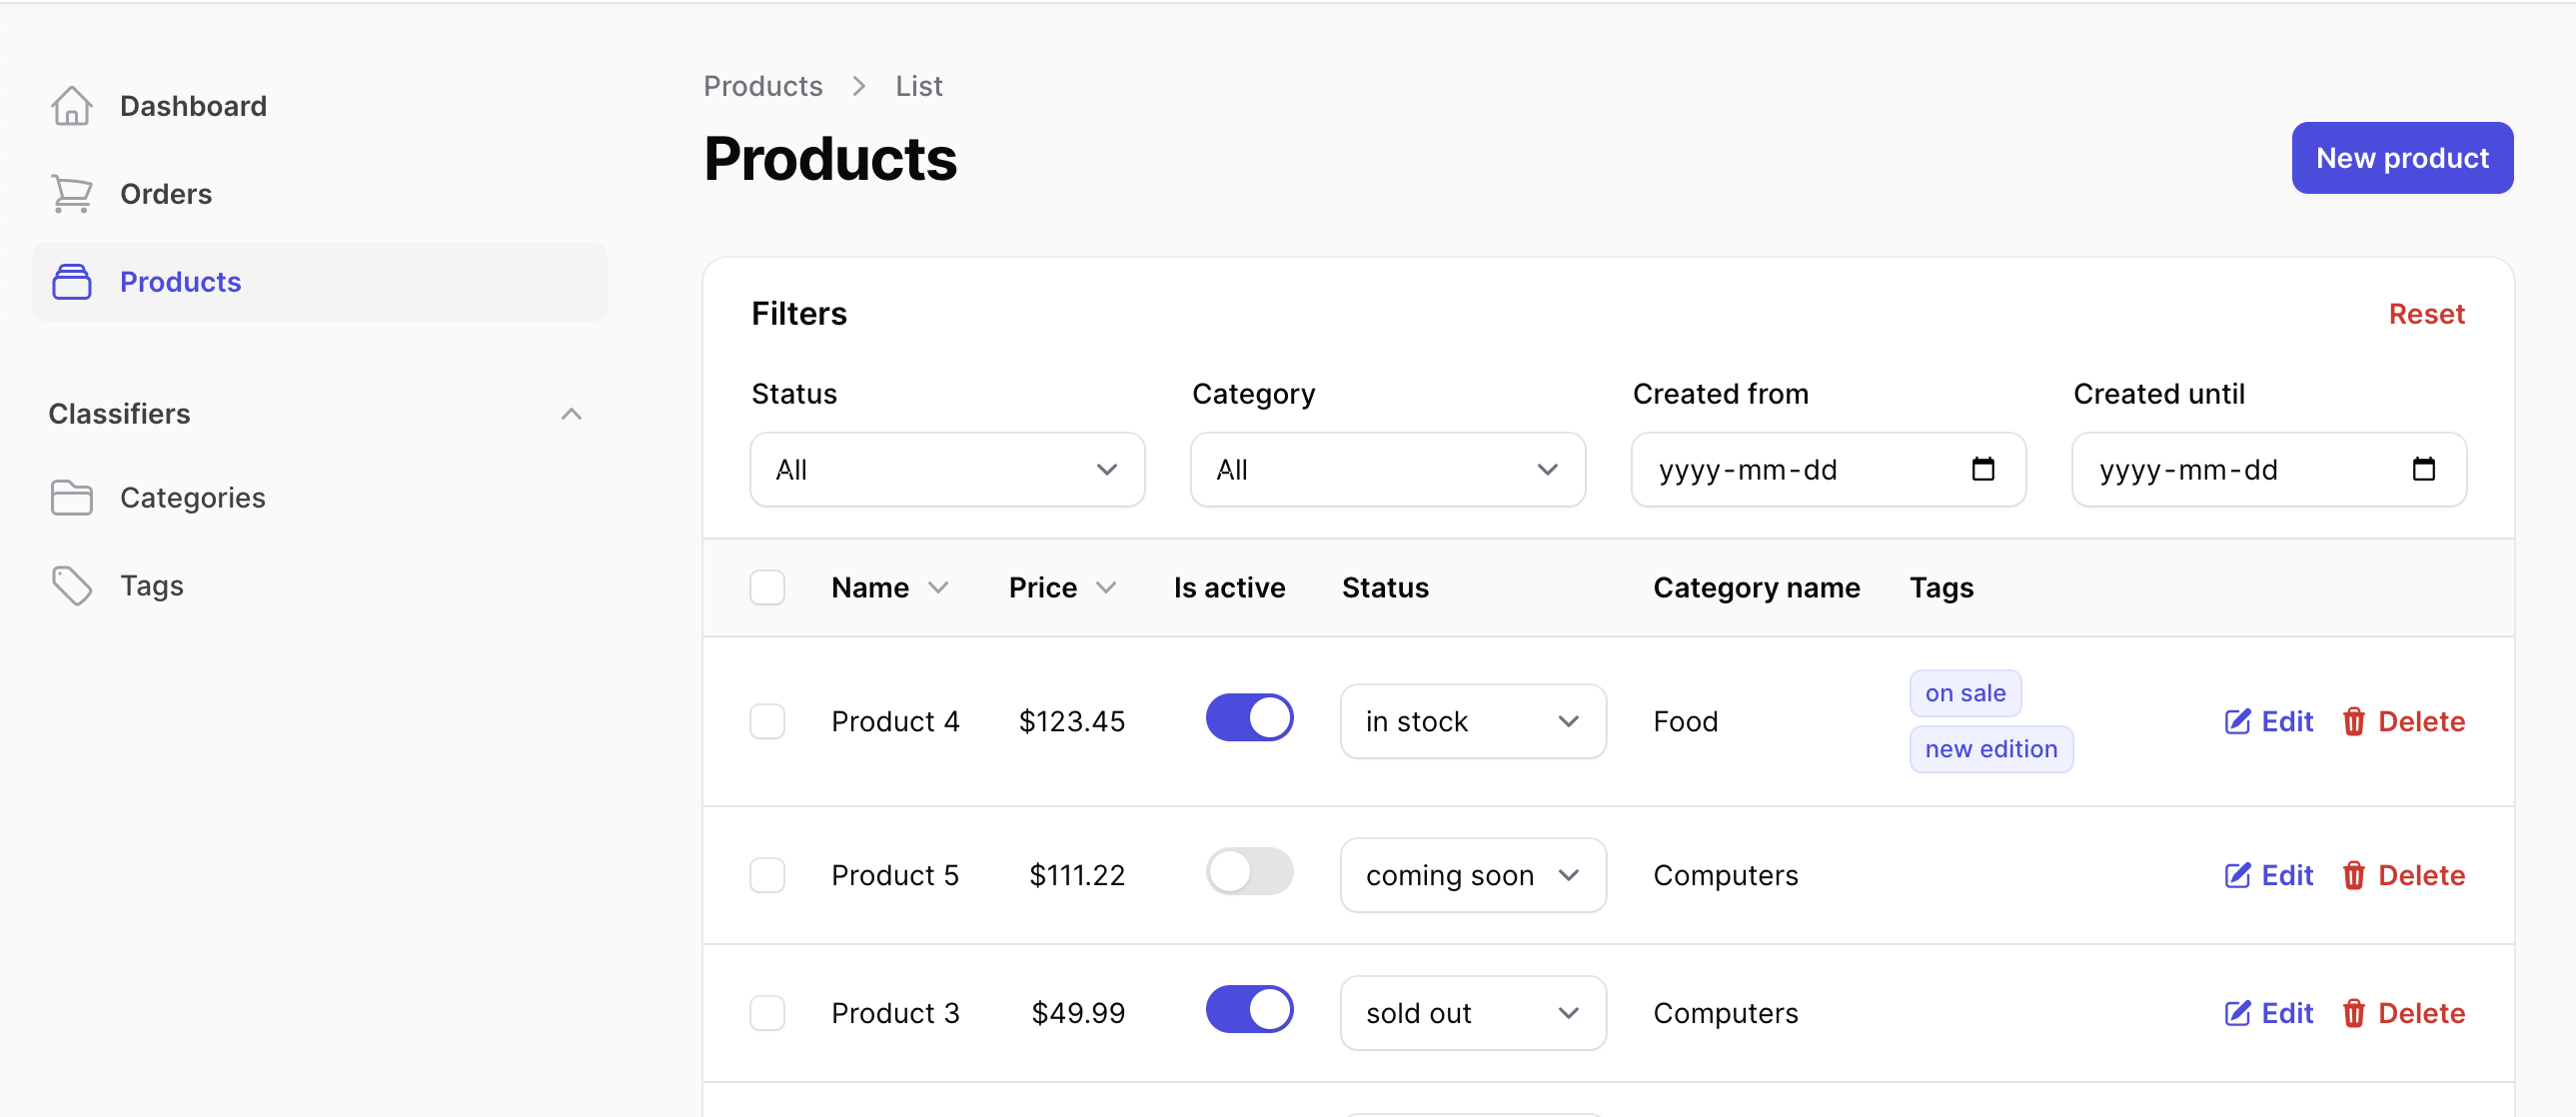 Dashboard
Orders
Products
Classifiers
Categories
Tags
Products > List
Products
New product
Filters
Reset
Status Category Created from Created until
All All yyyy-mm-dd yyyy-mm-dd
Name Price Is active Status Category name Tags
Product 4 $123.45 in stock Food on sale new edition Edit Delete
Product 5 $111.22 coming soon Computers Edit Delete
Product 3 $49.99 sold out Computers Edit Delete